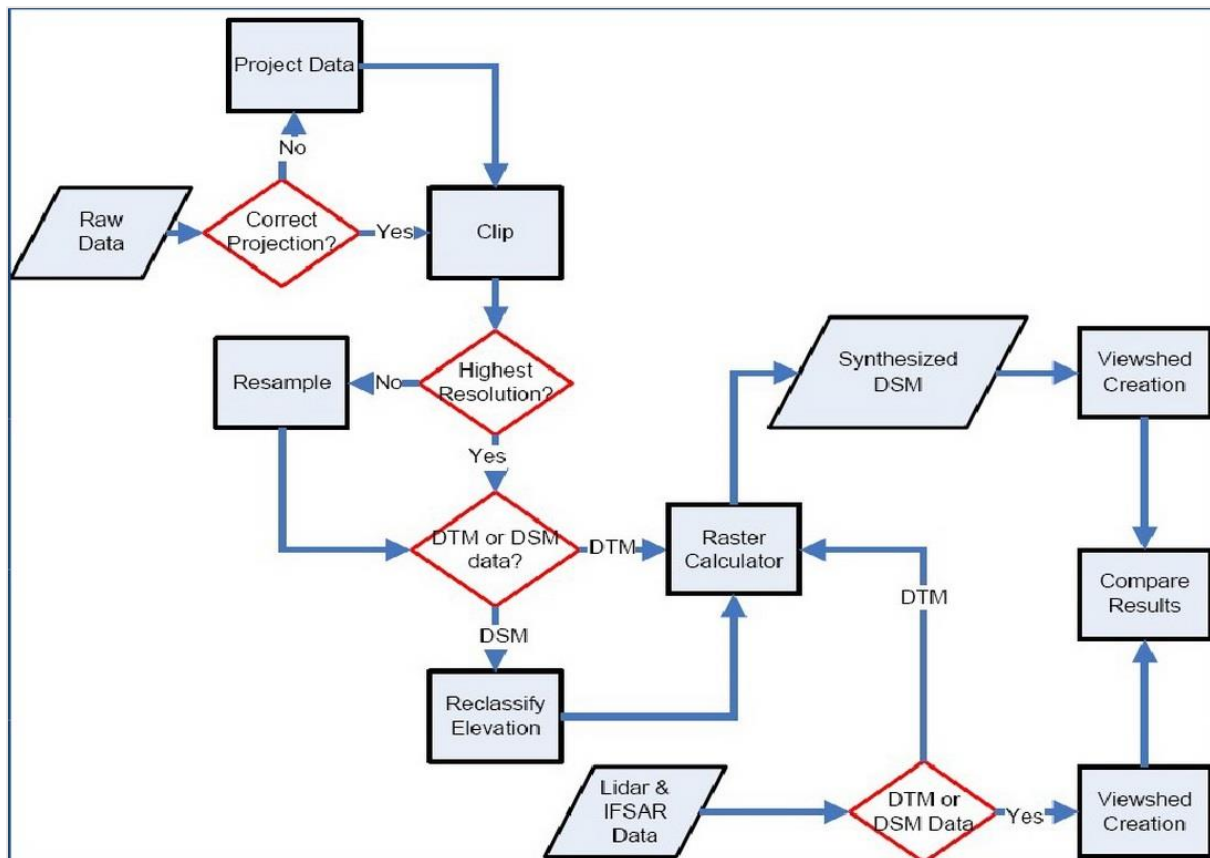 Project Data
No
Raw
Data
Correct
Projection?
Yes
Clip
Resample
No
Highest
Resolution?
Synthesized
DSM
Viewshed
Creation
Yes
DTM or DSM
data?
DTM
Raster
Calculator
Compare
Results
DTM
DSM
Reclassify
Elevation
Lidar &
IFSAR
Data
DTM or
DSM Data
Yes
Viewshed
Creation